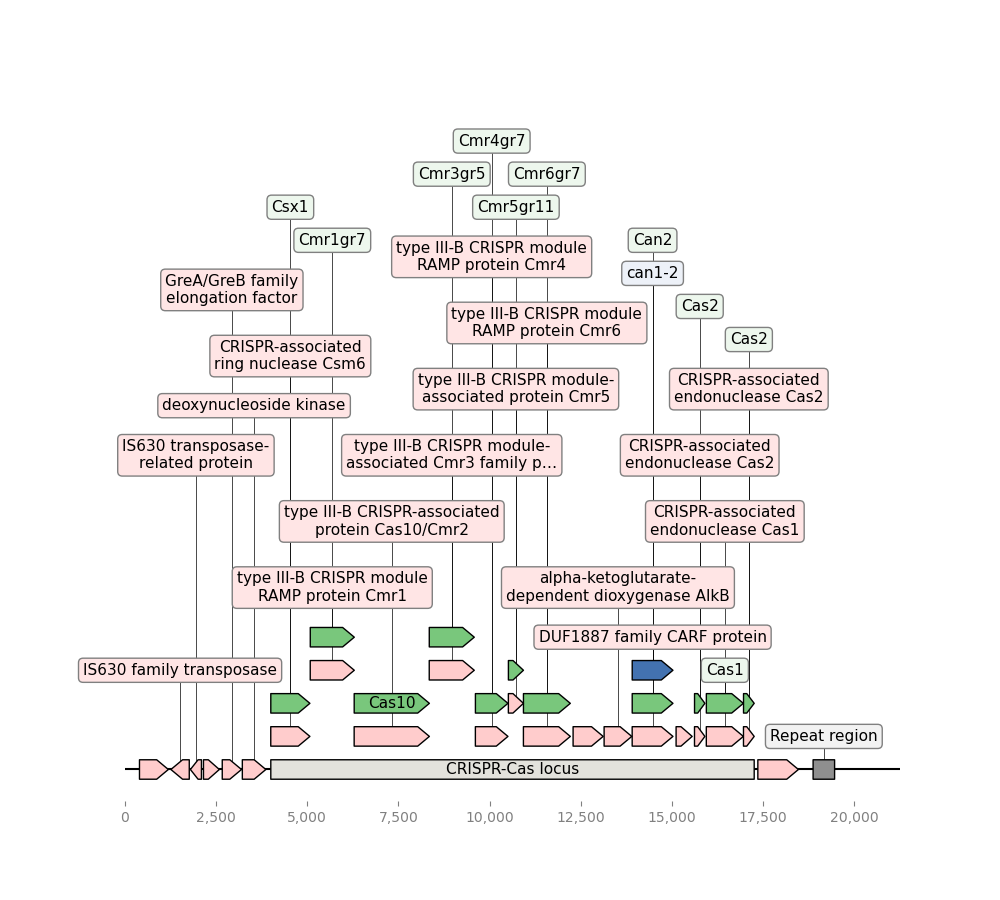 Cmr4gr7
Cmr3gr5
Cmr6gr7
Csx1
Cmr5gr11
Cmr1gr7
type III-B CRISPR module
RAMP protein Cmr4
Can2
can1-2
GreA/GreB family
elongation factor
Cas2
type III-B CRISPR module
RAMP protein Cmr6
Cas2
CRISPR-associated
ring nuclease Csm6
type III-B CRISPR module-
associated protein Cmr5
CRISPR-associated
endonuclease Cas2
deoxynucleoside kinase
IS630 transposase-
related protein
type III-B CRISPR module-
associated Cmr3 family p…
CRISPR-associated
endonuclease Cas2
type III-B CRISPR-associated
protein Cas10/Cmr2
CRISPR-associated
endonuclease Cas1
type III-B CRISPR module
RAMP protein Cmr1
alpha-ketoglutarate-
dependent dioxygenase AlkB
DUF1887 family CARF protein
IS630 family transposase
Cas1
Cas10
Repeat region
CRISPR-Cas locus
0 2,500 5,000 7,500 10,000 12,500 15,000 17,500 20,000